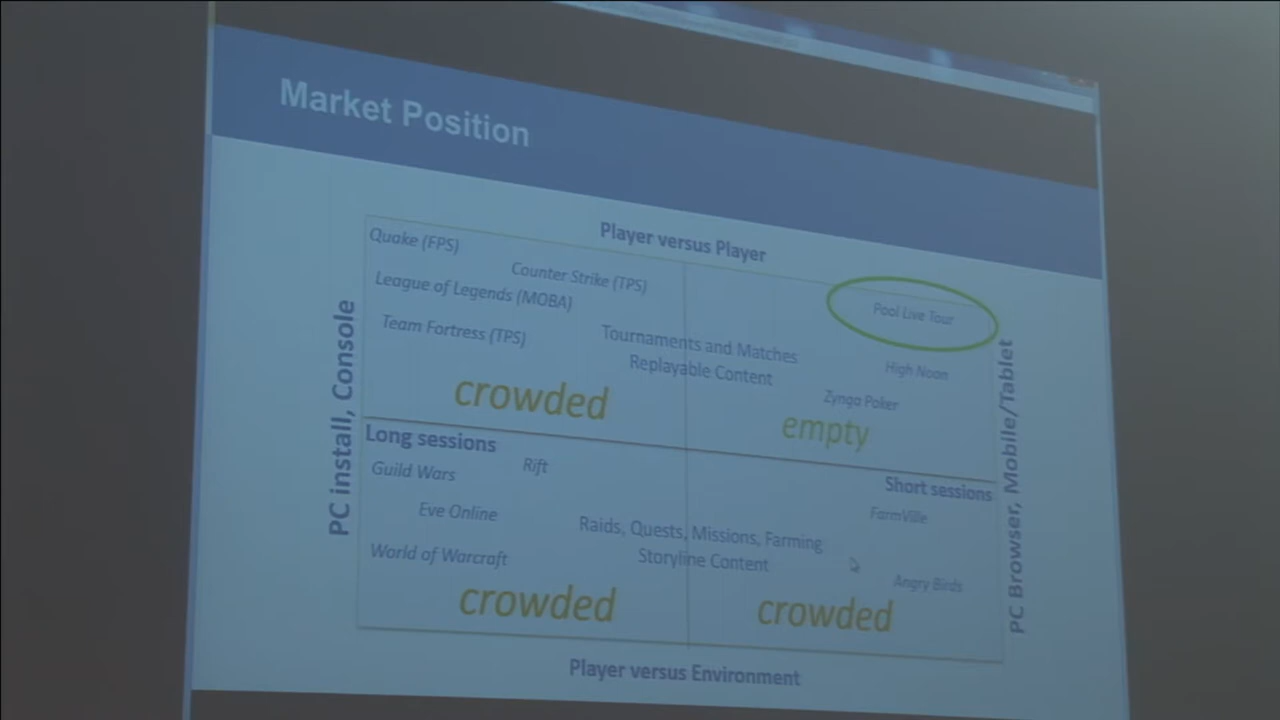 Market Position
Player versus Player
Quake (FPS)
Counter Strike (TPS)
League of Legends (MOBA)
Team Fortress (TPS)
Pool Live Tour
High Noon
Zynga Poker
Tournaments and Matches
Replayable Content
crowded
empty
PC install, Console
PC Browser, Mobile/Tablet
Long sessions
Short sessions
Guild Wars
Rift
Eve Online
World of Warcraft
FarmVille
Angry Birds
Raids, Quests, Missions, Farming
Storyline Content
crowded
crowded
Player versus Environment